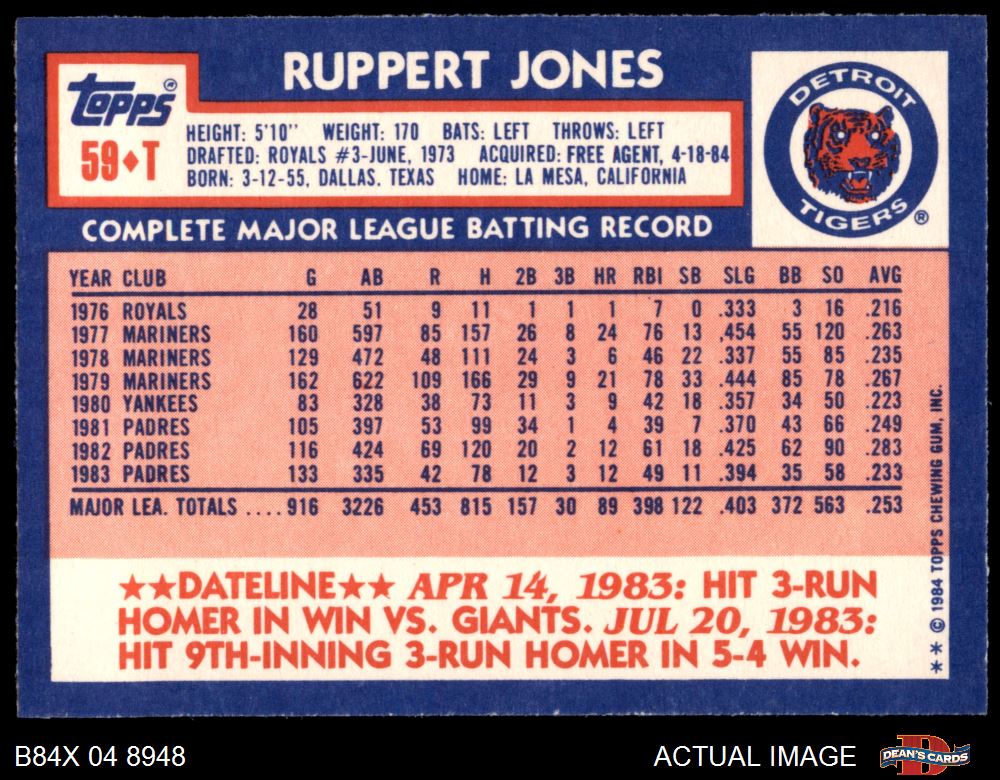 RUPPERT JONES
Topps®
59♦T
HEIGHT: 5'10" WEIGHT: 170 BATS: LEFT THROWS: LEFT
DRAFTED: ROYALS #3-JUNE, 1973 ACQUIRED: FREE AGENT, 4-18-84
BORN: 3-12-55, DALLAS, TEXAS HOME: LA MESA, CALIFORNIA
DETROIT
TIGERS®
COMPLETE MAJOR LEAGUE BATTING RECORD
YEAR CLUB G AB R H 2B 3B HR RBI SB SLG BB SO AVG
1976 ROYALS 28 51 9 11 1 1 1 7 0 .333 3 16 .216
1977 MARINERS 160 597 85 157 26 8 24 76 13 .454 55 120 .263
1978 MARINERS 129 472 48 111 24 3 6 46 22 .337 55 85 .235
1979 MARINERS 162 622 109 166 29 9 21 78 33 .444 85 78 .267
1980 YANKEES 83 328 38 73 11 3 9 42 18 .357 34 50 .223
1981 PADRES 105 397 53 99 34 1 4 39 7 .370 43 66 .249
1982 PADRES 116 424 69 120 20 2 12 61 18 .425 62 90 .283
1983 PADRES 133 335 42 78 12 3 12 49 11 .394 35 58 .233
MAJOR LEA. TOTALS ....916 3226 453 815 157 30 89 398 122 .403 372 563 .253
★★DATELINE★★ APR 14, 1983: HIT 3-RUN
HOMER IN WIN VS. GIANTS. JUL 20, 1983:
HIT 9TH-INNING 3-RUN HOMER IN 5-4 WIN.
** © 1984 TOPPS CHEWING GUM, INC.
B84X 04 8948
ACTUAL IMAGE
DEAN'S CARDS